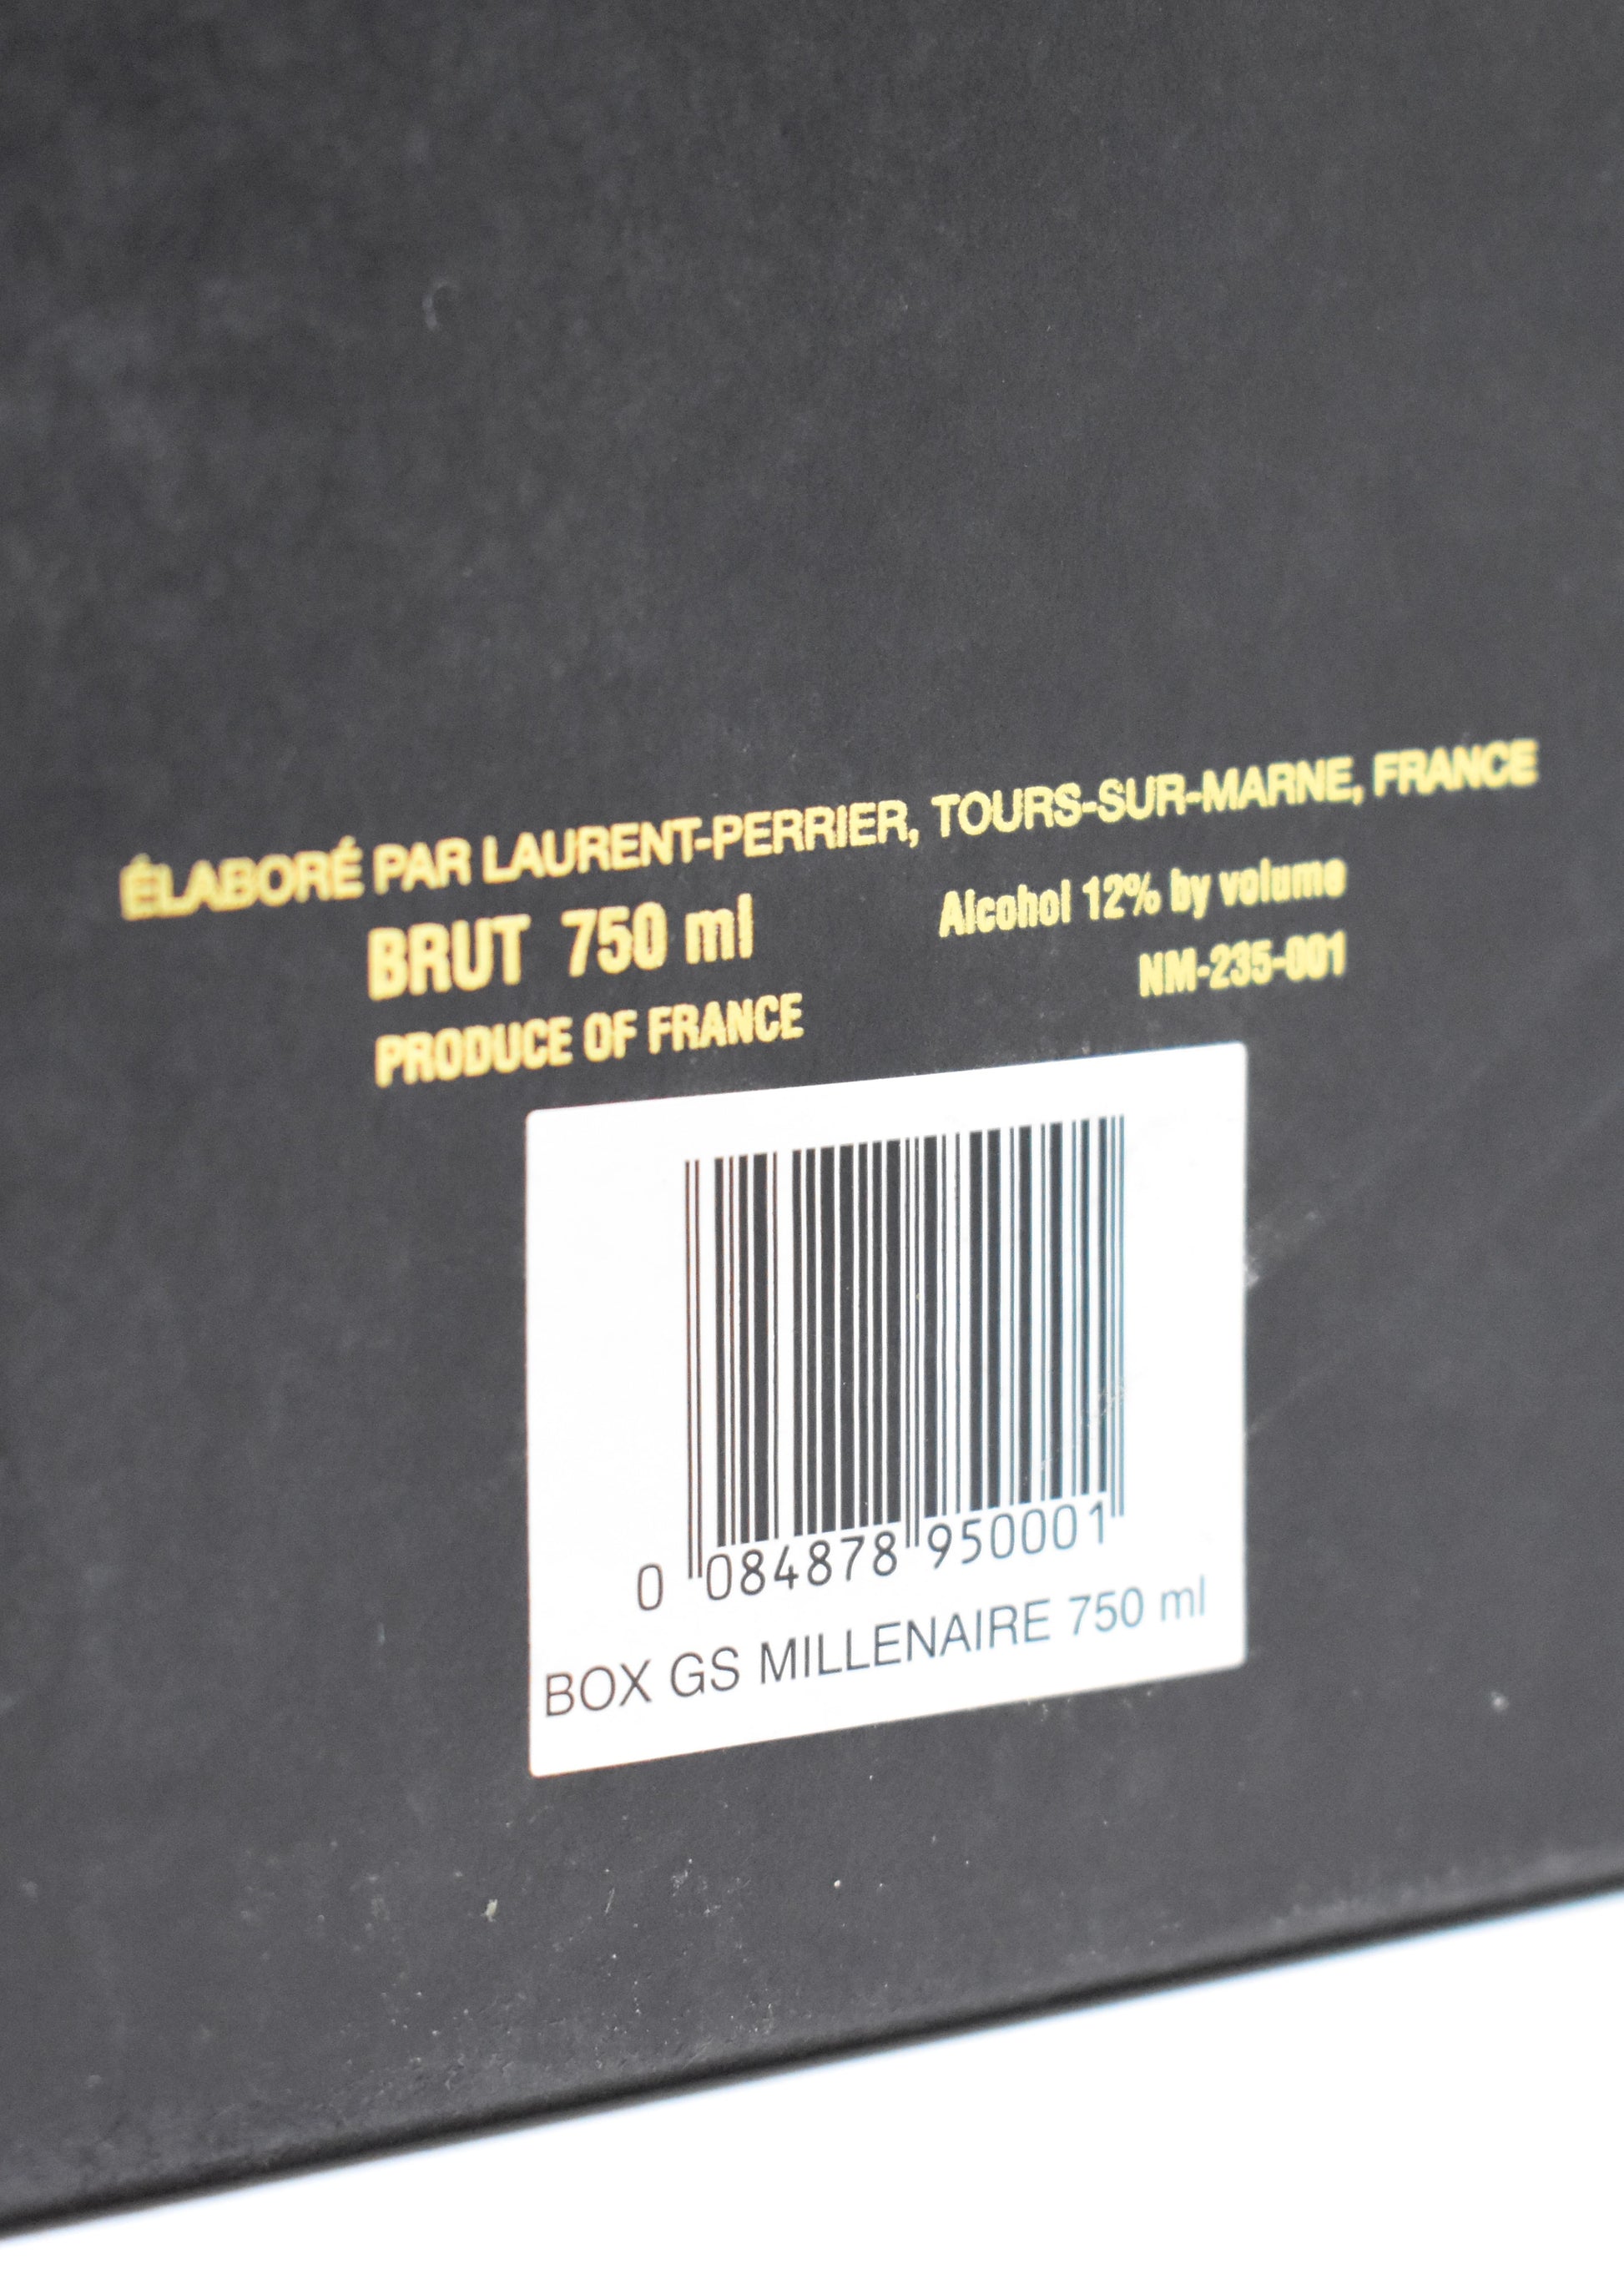 ÉLABORÉ PAR LAURENT-PERRIER, TOURS-SUR-MARNE, FRANCE
BRUT 750 ml
Alcohol 12% by volume
NM-235-001
PRODUCE OF FRANCE
0 084878 950001
BOX GS MILLENAIRE 750 ml